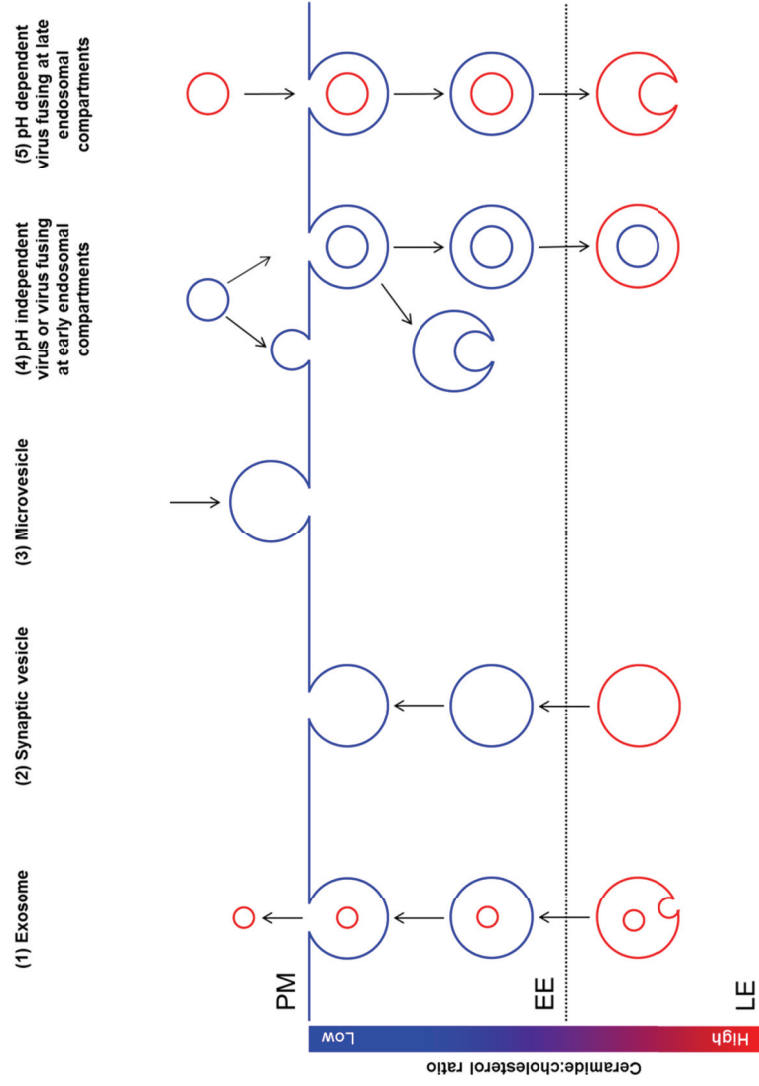 (1) Exosome
(2) Synaptic vesicle
(3) Microvesicle
(4) pH independent
virus or virus fusing
at early endosomal
compartments
(5) pH dependent
virus fusing at late
endosomal
compartments
PM
EE
LE
Low
High
Ceramide:cholesterol ratio